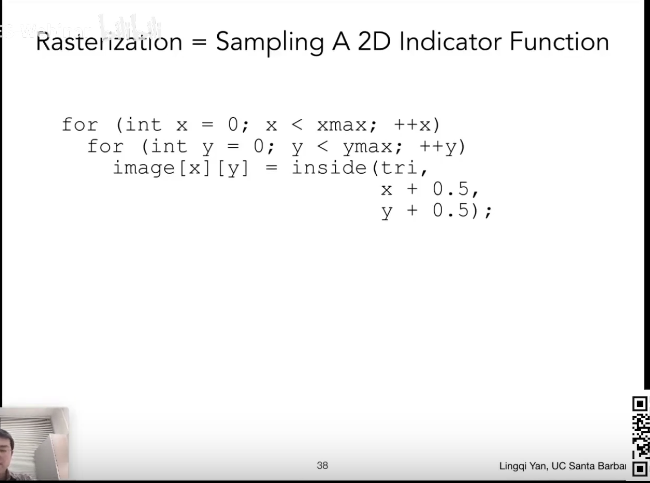 Rasterization = Sampling A 2D Indicator Function
for (int x = 0; x < xmax; ++x)
for (int y = 0; y < ymax; ++y)
image[x][y] = inside(tri,
x + 0.5,
y + 0.5);
38
Lingqi Yan, UC Santa Barba